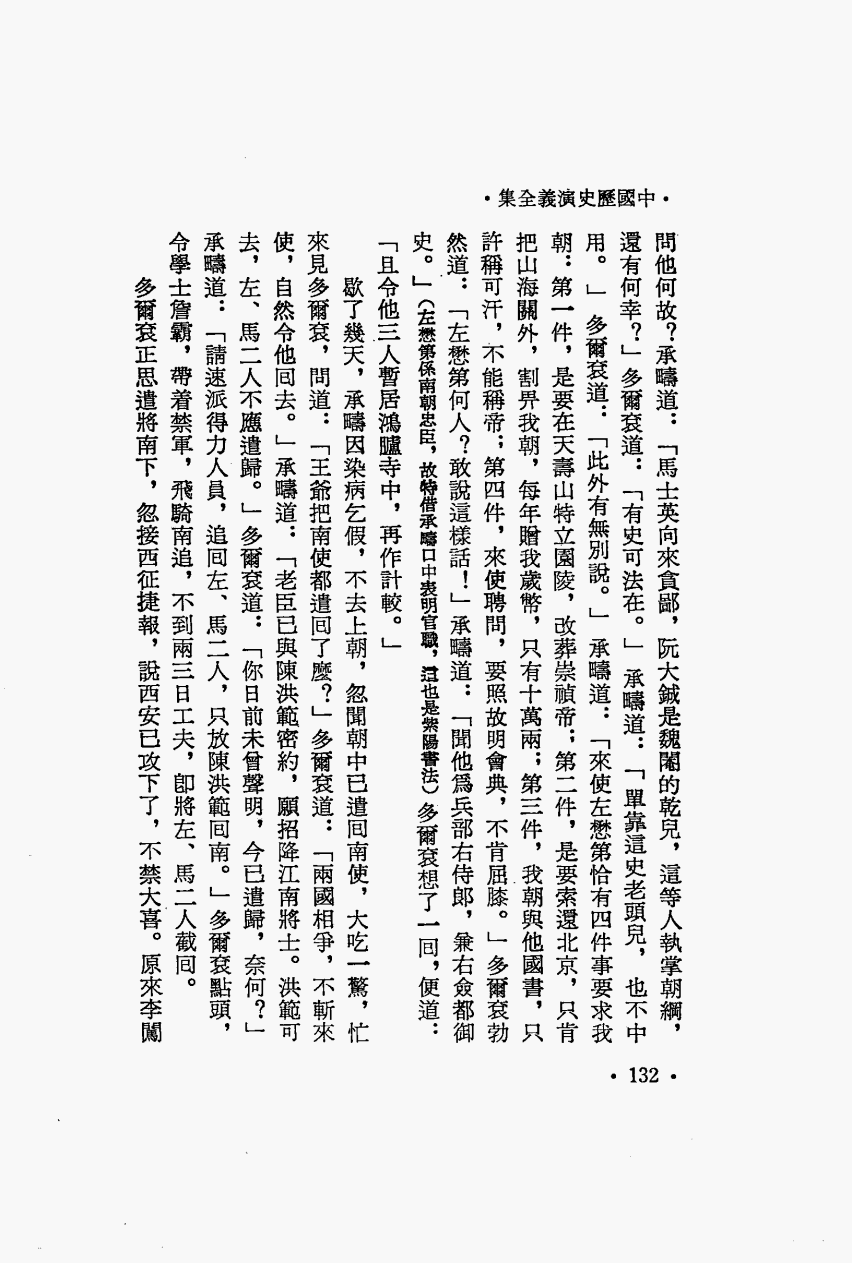 ·中國歷史演義全集·
問他何故？承疇道：「馬士英向來貪鄙，阮大鋮是魏閹的乾兒，這等人執掌朝綱，
還有何幸？」多爾袞道：「有史可法在。」承疇道：「單靠這史老頭兒，也不中
用。」多爾袞道：「此外有無別說。」承疇道：「來使左懋第恰有四件事要求我
朝：第一件，是要在天壽山特立園陵，改葬崇禎帝；第二件，是要索還北京，只肯
把山海關外，割畀我朝，每年贈我歲幣，只有十萬兩；第三件，我朝與他國書，只
許稱可汗，不能稱帝；第四件，來使聘問，要照故明會典，不肯屈膝。」多爾袞勃
然道：「左懋第何人？敢說這樣話！」承疇道：「聞他爲兵部右侍郎，兼右僉都御
史。」（左懋第係南朝忠臣，故特借承疇口中表明官職，這也是紫陽書法）多爾袞想了一回，便道：
「且令他三人暫居鴻臚寺中，再作計較。」
歇了幾天，承疇因染病乞假，不去上朝，忽聞朝中已遣回南使，大吃一驚，忙
來見多爾袞，問道：「王爺把南使都遣回了麼？」多爾袞道：「兩國相爭，不斬來
使，自然令他回去。」承疇道：「老臣已與陳洪範密約，願招降江南將士。洪範可
去，左、馬二人不應遣歸。」多爾袞道：「你日前未曾聲明，今已遣歸，奈何？」
承疇道：「請速派得力人員，追回左、馬二人，只放陳洪範回南。」多爾袞點頭，
令學士詹霸，帶着禁軍，飛騎南追，不到兩三日工夫，卽將左、馬二人截回。
多爾袞正思遣將南下，忽接西征捷報，說西安已攻下了，不禁大喜。原來李闖
·132·